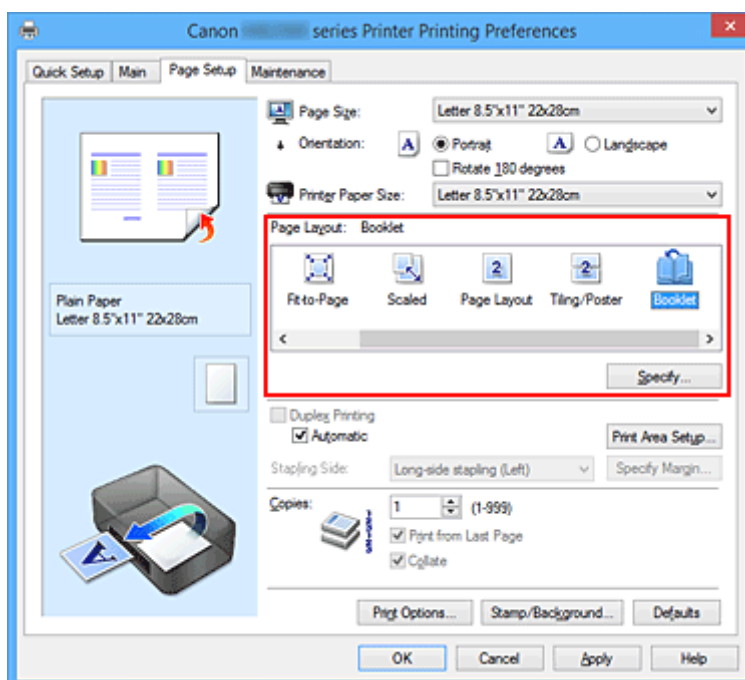 Canon series Printer Printing Preferences
Quick Setup Main Page Setup Maintenance
Page Size: Letter 8.5"x11" 22x28cm
Orientation: A Portrait A Landscape
Rotate 180 degrees
Printer Paper Size: Letter 8.5"x11" 22x28cm
Page Layout: Booklet
2 2
Fit-to-Page Scaled Page Layout Tiling/Poster Booklet
Plain Paper
Letter 8.5"x11" 22x28cm
Specify...
Duplex Printing
Automatic
Print Area Setup...
Stapling Side: Long-side stapling (Left) Specify Margin...
Copies: 1 (1-999)
Print from Last Page
Collate
A
Print Options... Stamp/Background... Defaults
OK Cancel Apply Help